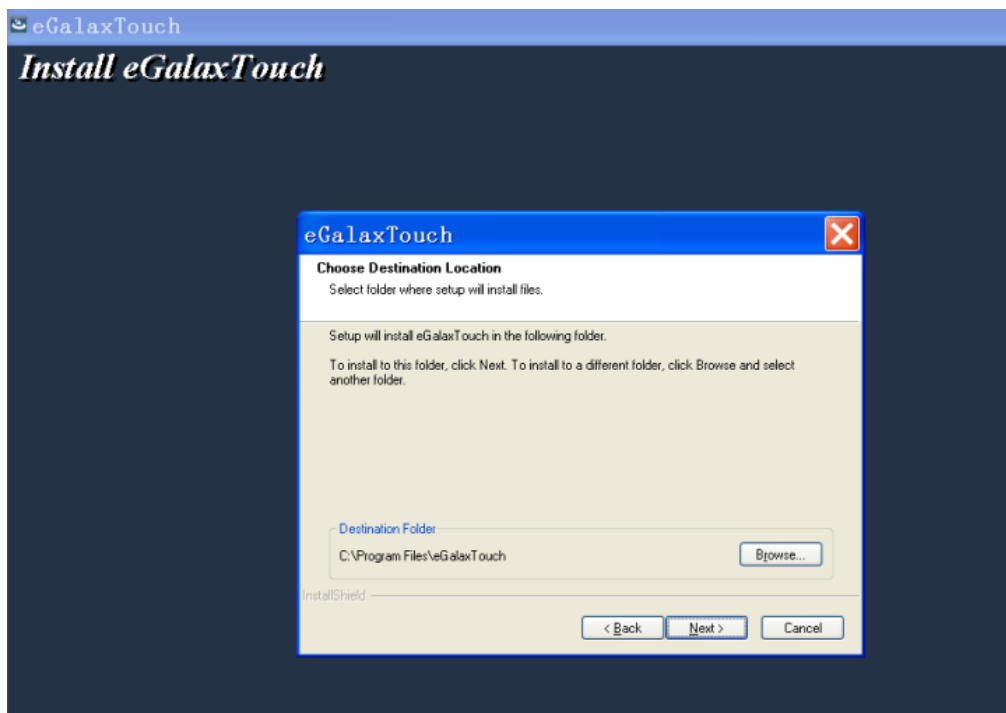 eGalaxTouch
Install eGalaxTouch
eGalaxTouch
Choose Destination Location
Select folder where setup will install files.
Setup will install eGalaxTouch in the following folder.
To install to this folder, click Next. To install to a different folder, click Browse and select
another folder.
Destination Folder
C:\Program Files\eGalaxTouch
Browse...
InstallShield
< Back
Next >
Cancel